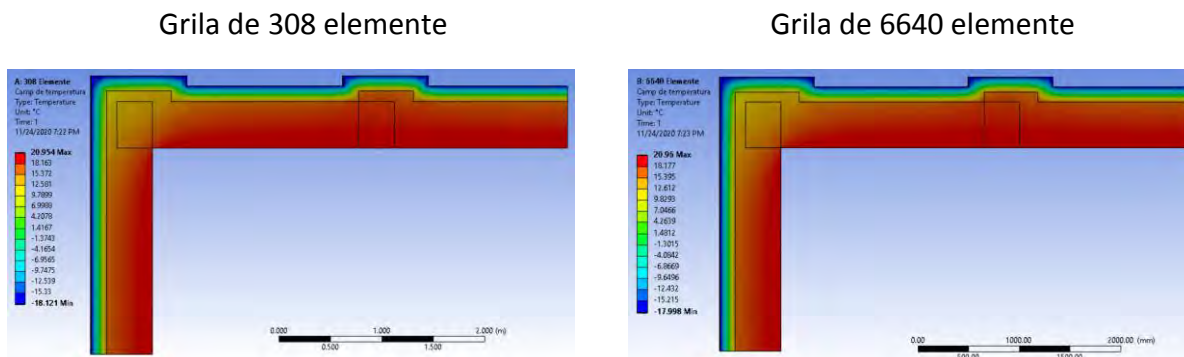 Grila de 308 elemente
Grila de 6640 elemente
A: 308 Elemente
Camp de temperatura
Type: Temperature
Unit: °C
Time: 1
11/24/2020 7:22 PM
20.954 Max
18.163
15.372
12.581
9.7899
6.9988
4.2078
1.4167
-1.3743
-4.1654
-6.9565
-9.7475
-12.539
-15.33
-18.121 Min
0.000
1.000
2.000 (m)
0.500
1.500
B: 6640 Elemente
Camp de temperatura
Type: Temperature
Unit: °C
Time: 1
11/24/2020 7:23 PM
20.96 Max
18.177
15.395
12.612
9.8293
7.0466
4.2639
1.4812
-1.3015
-4.0842
-6.8669
-9.6496
-12.432
-15.215
-17.998 Min
0.00
1000.00
2000.00 (mm)
500.00
1500.00